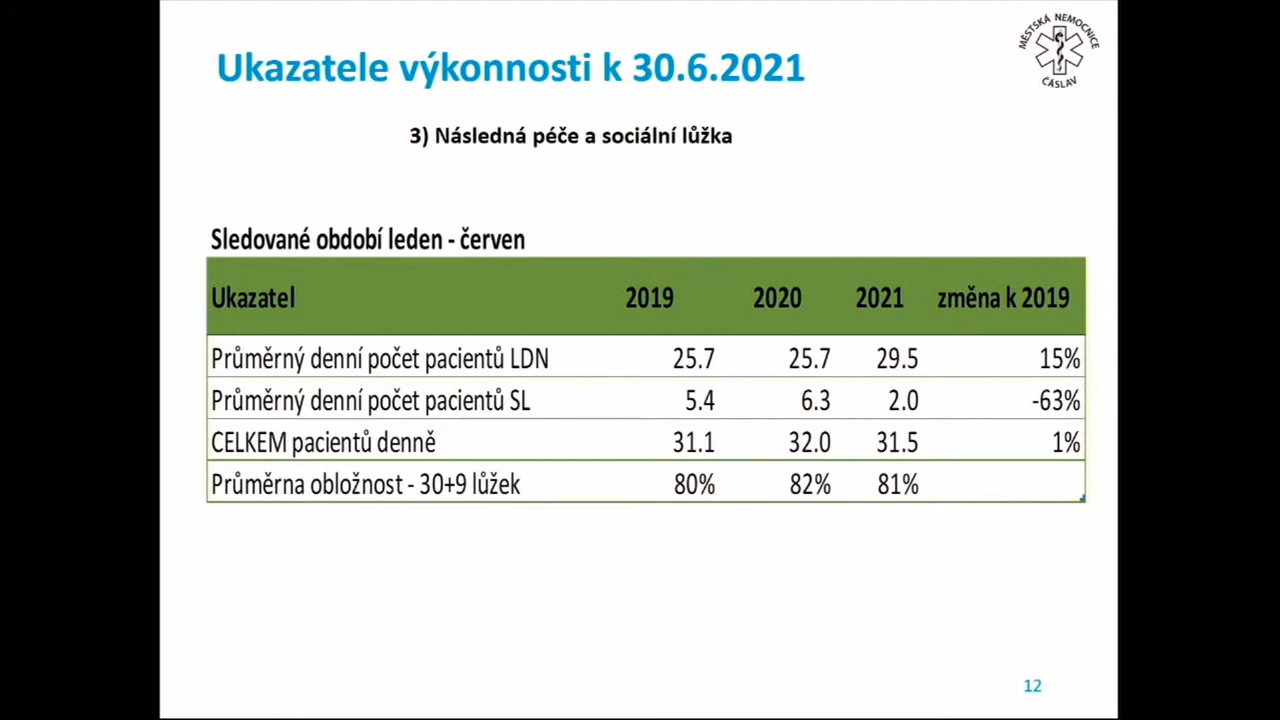 MĚSTSKÁ NEMOCNICE
ČÁSLAV
Ukazatele výkonnosti k 30.6.2021
3) Následná péče a sociální lůžka
Sledované období leden - červen
Ukazatel 2019 2020 2021 změna k 2019
Průměrný denní počet pacientů LDN 25.7 25.7 29.5 15%
Průměrný denní počet pacientů SL 5.4 6.3 2.0 -63%
CELKEM pacientů denně 31.1 32.0 31.5 1%
Průměrna obložnost - 30+9 lůžek 80% 82% 81%
12